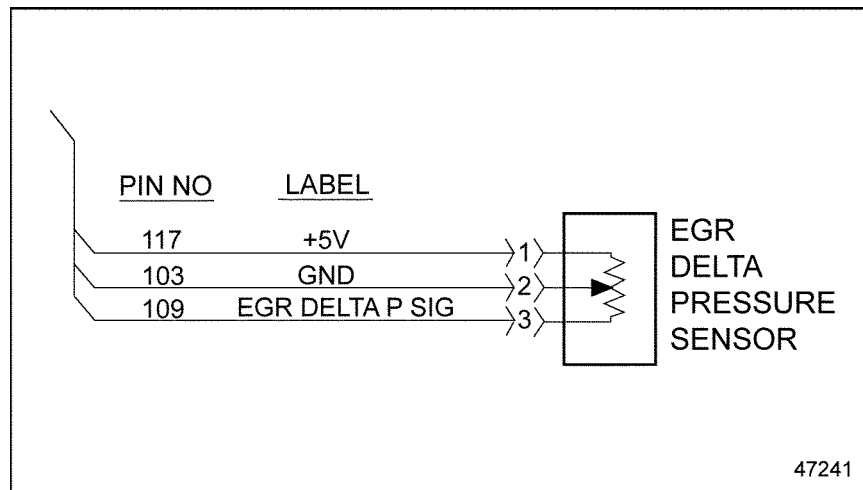 PIN NO LABEL
117 +5V 1
103 GND 2
109 EGR DELTA P SIG 3
EGR
DELTA
PRESSURE
SENSOR
47241